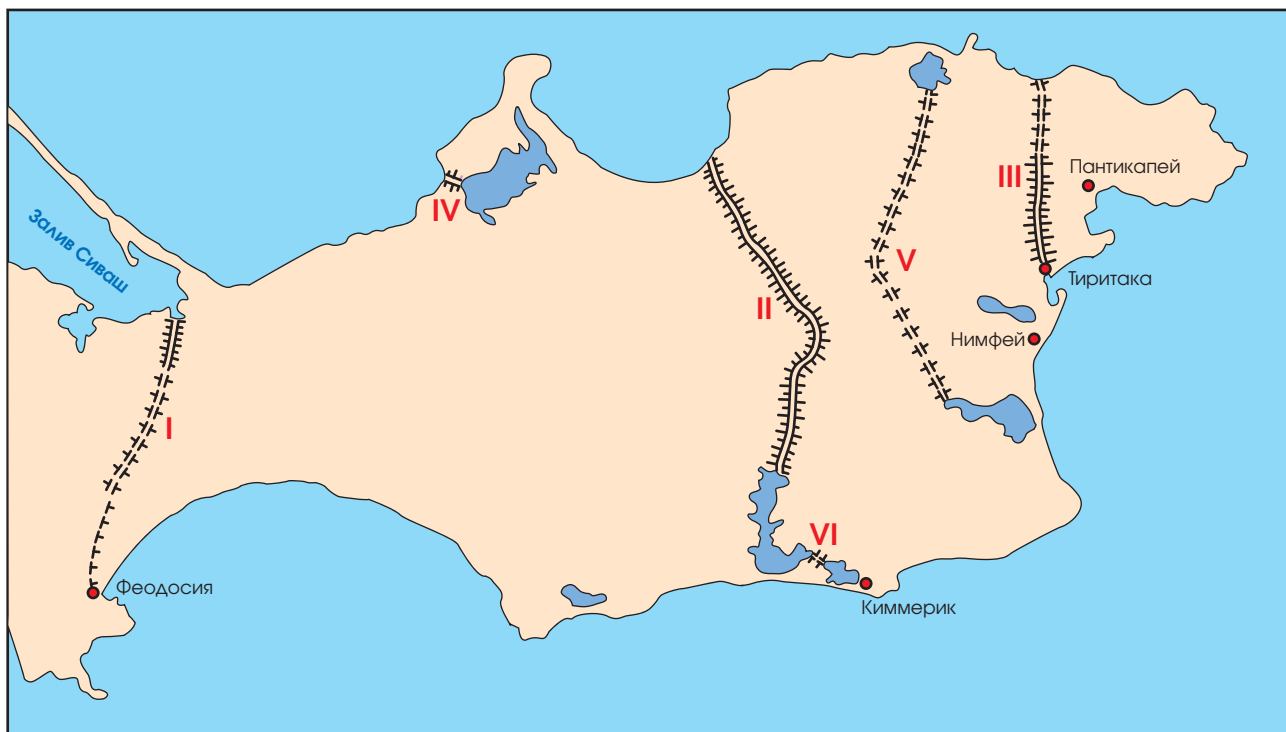 Пантикапей
III
IV
Залив Сиваш
V
Тиритака
II
Нимфей
I
VI
Феодосия
Киммерик